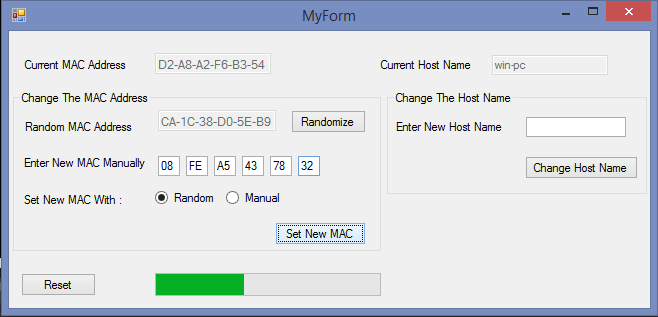 MyForm
Current MAC Address D2-A8-A2-F6-B3-54 Current Host Name win-pc
Change The MAC Address Change The Host Name
Random MAC Address CA-1C-38-D0-5E-B9 Randomize Enter New Host Name
Enter New MAC Manually 08 FE A5 43 78 32
Change Host Name
Set New MAC With : Random Manual
Set New MAC
Reset